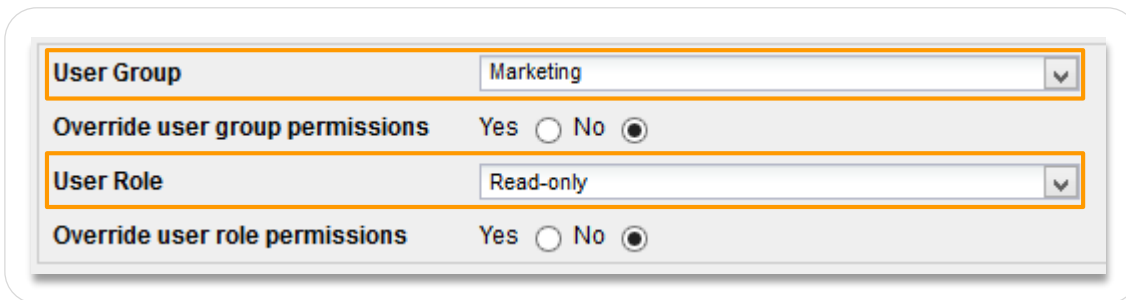 User Group Marketing
Override user group permissions Yes No
User Role Read-only
Override user role permissions Yes No